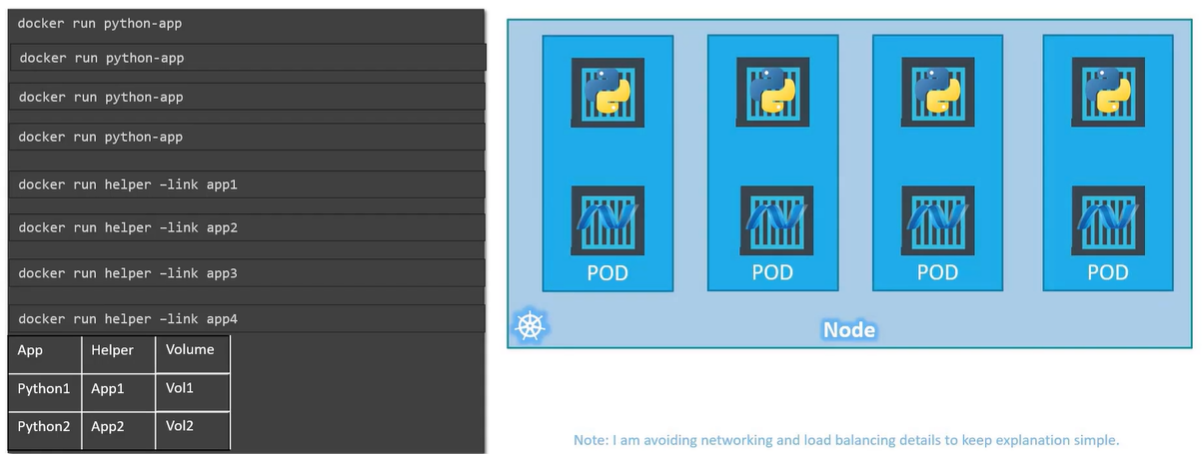 docker run python-app
docker run python-app
docker run python-app
docker run python-app
docker run helper –link app1
docker run helper –link app2
docker run helper –link app3
docker run helper –link app4
App Helper Volume
Python1 App1 Vol1
Python2 App2 Vol2
POD POD POD POD
Node
Note: I am avoiding networking and load balancing details to keep explanation simple.